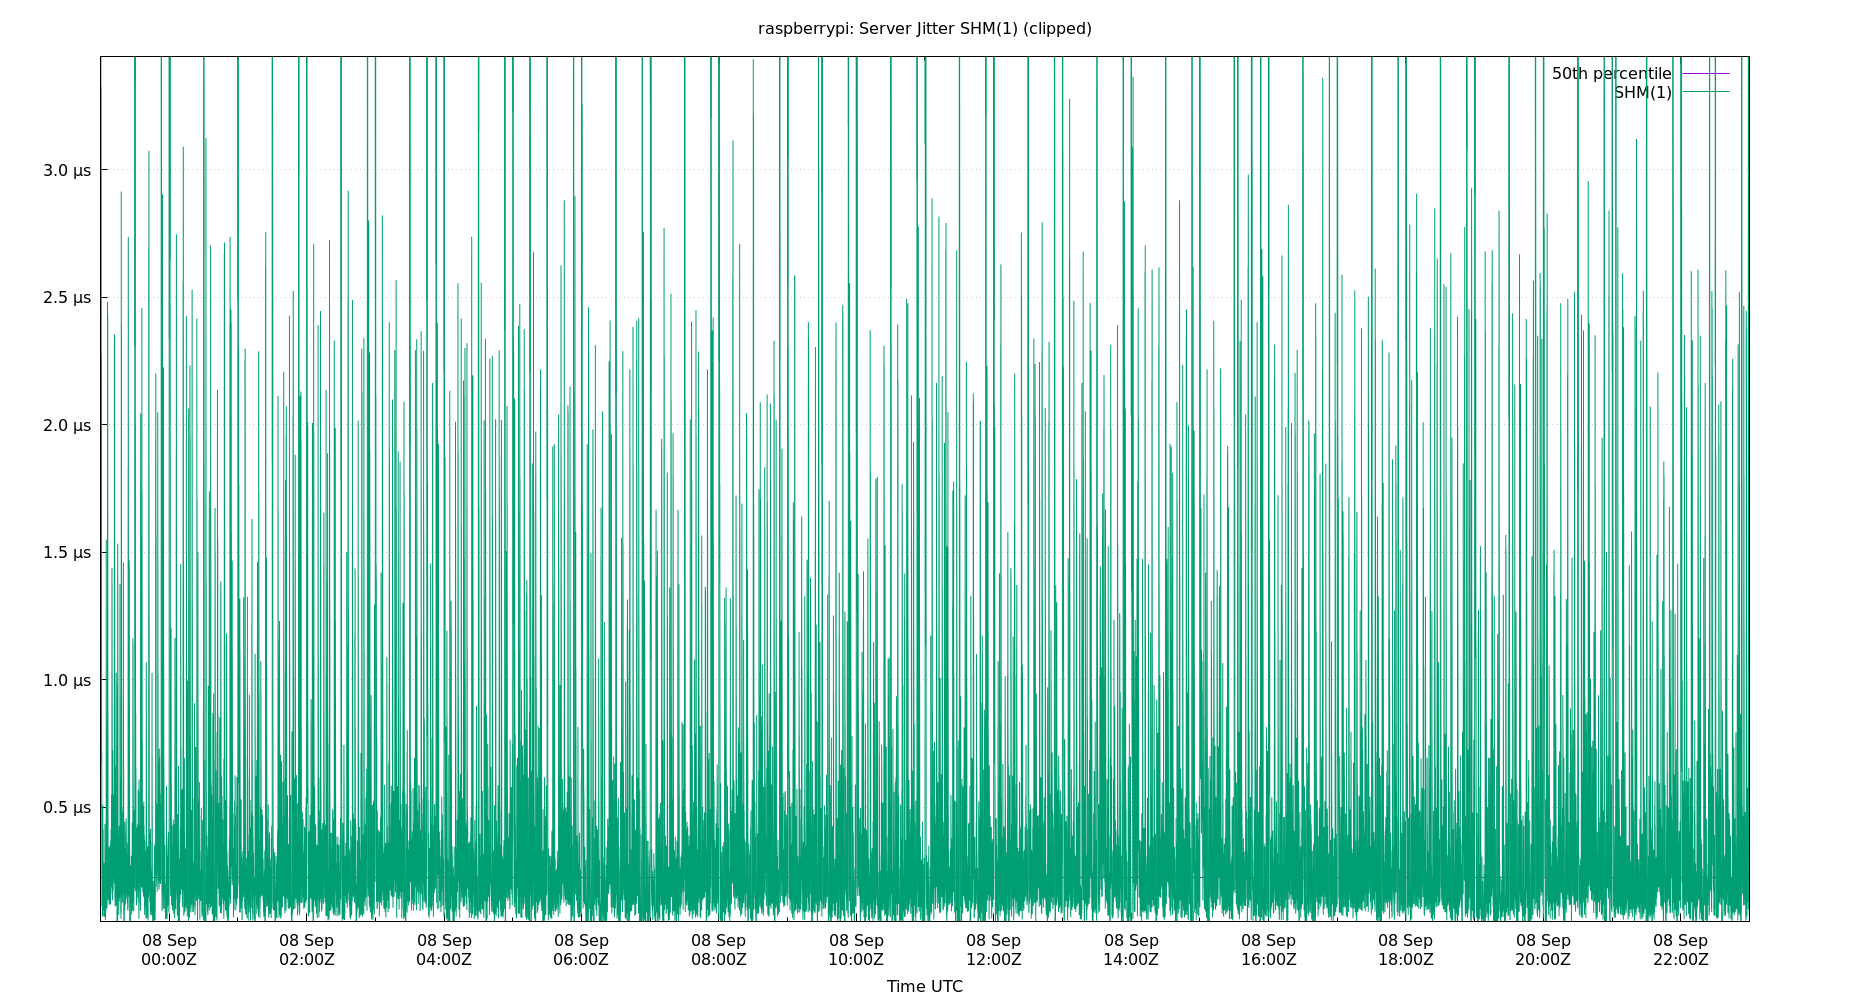 raspberrypi: Server Jitter SHM(1) (clipped)
50th percentile
SHM(1)
3.0 µs
2.5 µs
2.0 µs
1.5 µs
1.0 µs
0.5 µs
08 Sep 08 Sep 08 Sep 08 Sep 08 Sep 08 Sep 08 Sep 08 Sep 08 Sep 08 Sep 08 Sep 08 Sep
00:00Z 02:00Z 04:00Z 06:00Z 08:00Z 10:00Z 12:00Z 14:00Z 16:00Z 18:00Z 20:00Z 22:00Z
Time UTC